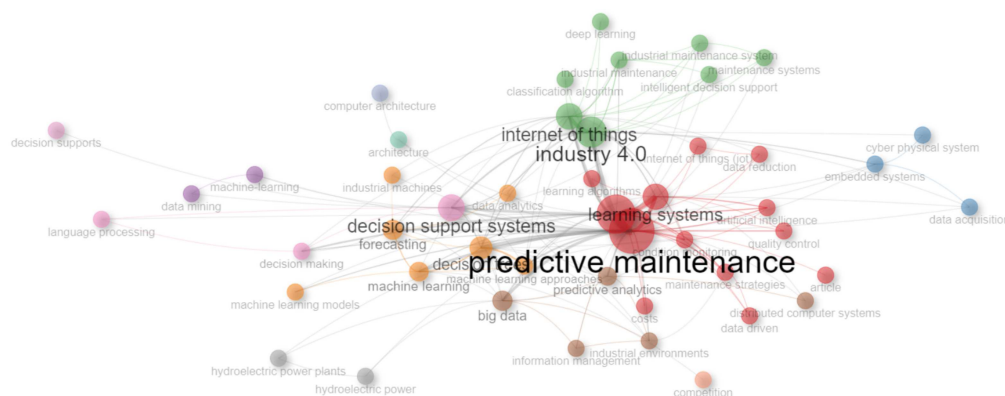 deep learning
industrial maintenance system
industrial maintenance
maintenance systems
classification algorithm
intelligent decision support
computer architecture
decision supports
internet of things
cyber physical system
architecture
industry 4.0
internet of things (iot)
data reduction
embedded systems
machine-learning
industrial machines
learning algorithms
data mining
data analytics
learning systems
artificial intelligence
data acquisition
decision support systems
language processing
forecasting
quality control
decision making
condition monitoring
predictive maintenance
machine learning
machine learning approaches
maintenance strategies
article
predictive analytics
machine learning models
big data
costs
distributed computer systems
data driven
information management
industrial environments
hydroelectric power plants
hydroelectric power
competition